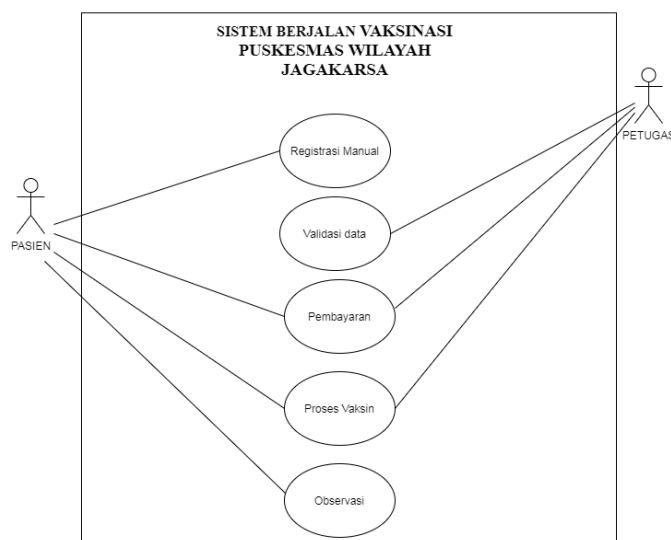 SISTEM BERJALAN VAKSINASI
PUSKESMAS WILAYAH
JAGAKARSA
PETUGAS
Registrasi Manual
Validasi data
PASIEN
Pembayaran
Proses Vaksin
Observasi